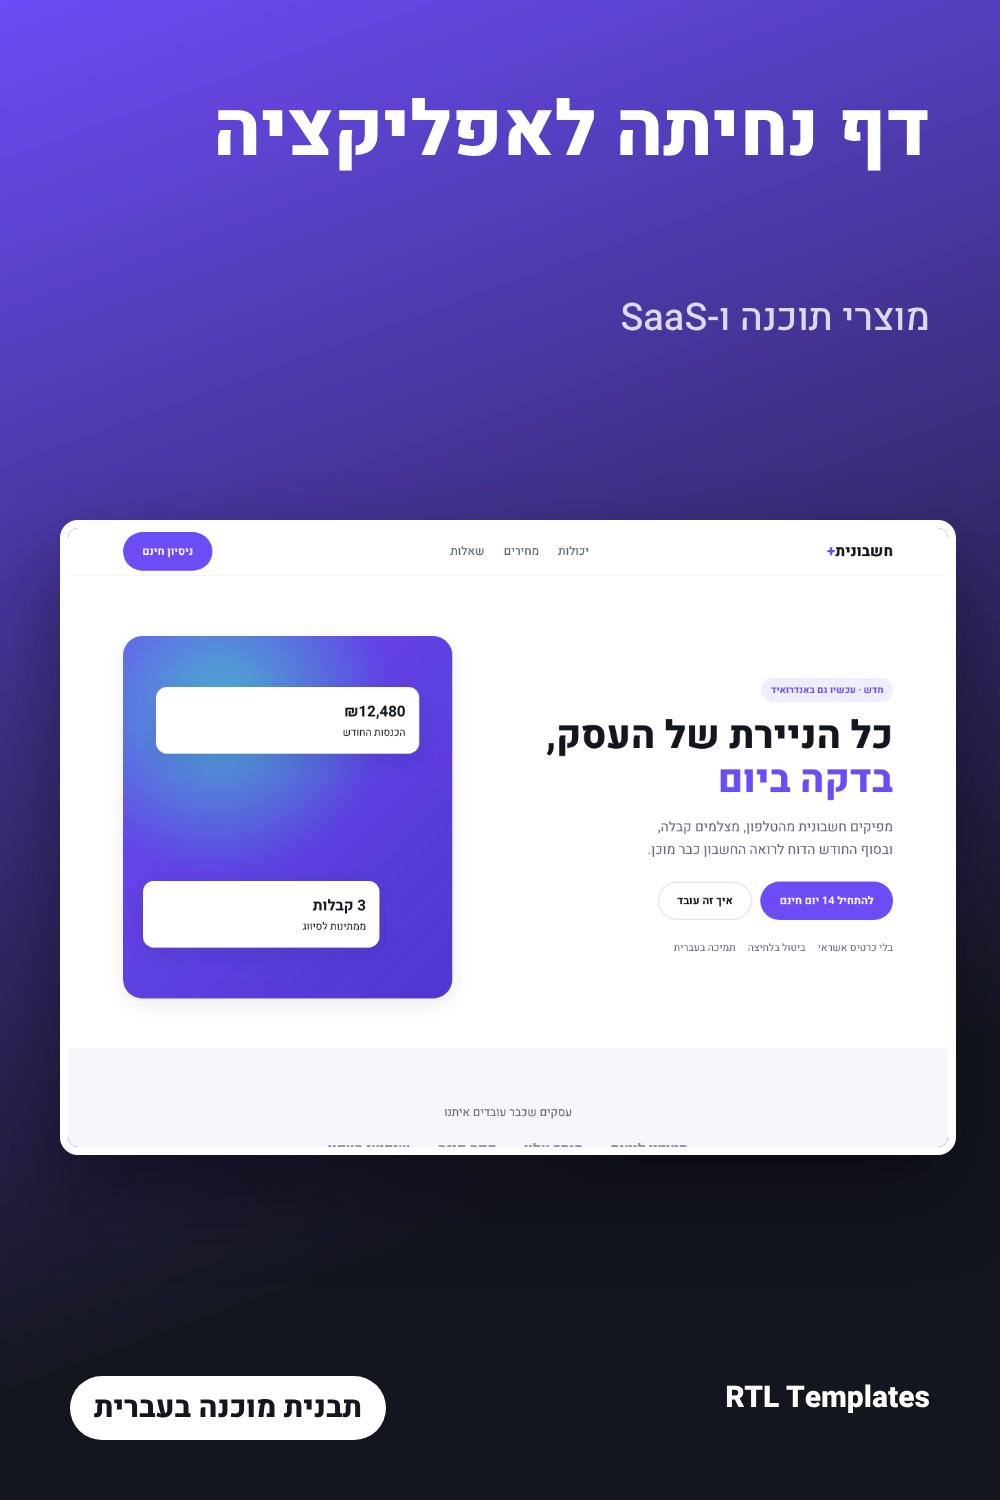 דף נחיתה לאפליקציה
מוצרי תוכנה ו-SaaS
חשבונית+
יכולות
מחירים
שאלות
ניסיון חינם
חדש · עכשיו גם באנדרואיד
כל הניירת של העסק,
בדקה ביום
מפיקים חשבונית מהטלפון, מצלמים קבלה,
ובסוף החודש הדוח לרואה החשבון כבר מוכן.
להתחיל 14 יום חינם
איך זה עובד
בלי כרטיס אשראי
ביטול בלחיצה
תמיכה בעברית
₪12,480
הכנסות החודש
3 קבלות
ממתינות לסיווג
עסקים שכבר עובדים איתנו
RTL Templates
תבנית מוכנה בעברית